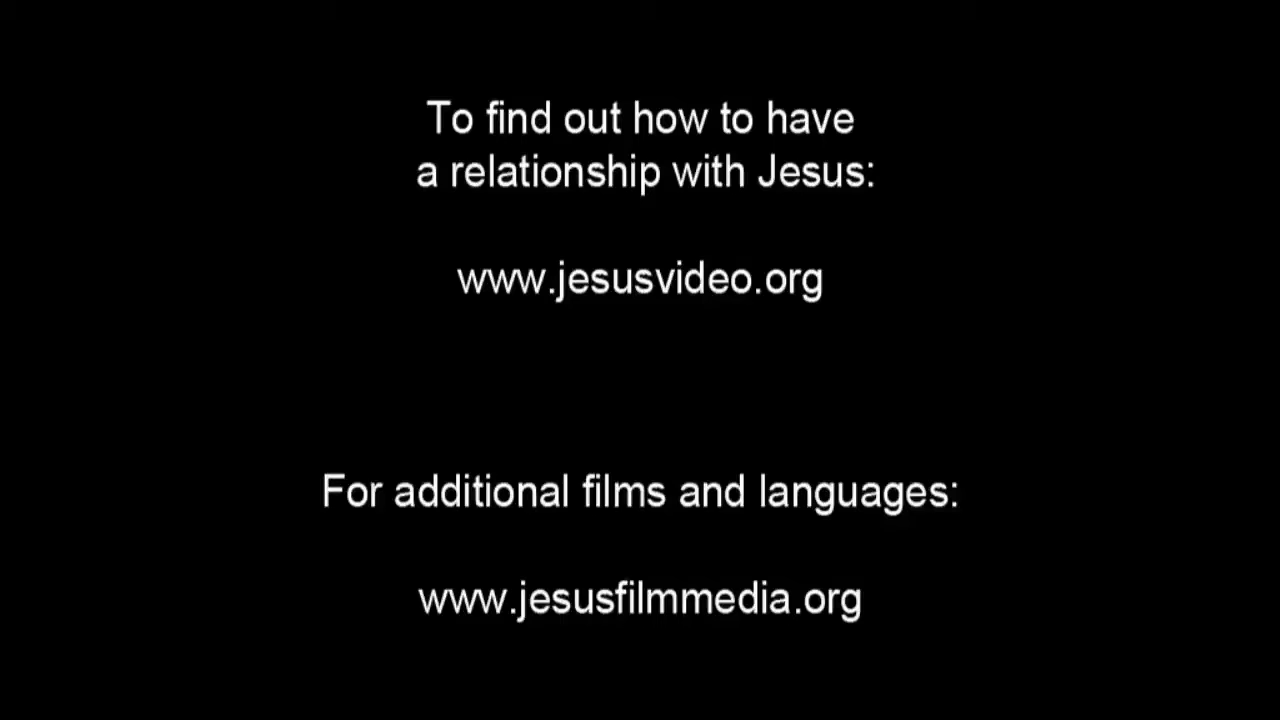 To find out how to have
a relationship with Jesus:
www.jesusvideo.org
For additional films and languages:
www.jesusfilmmedia.org